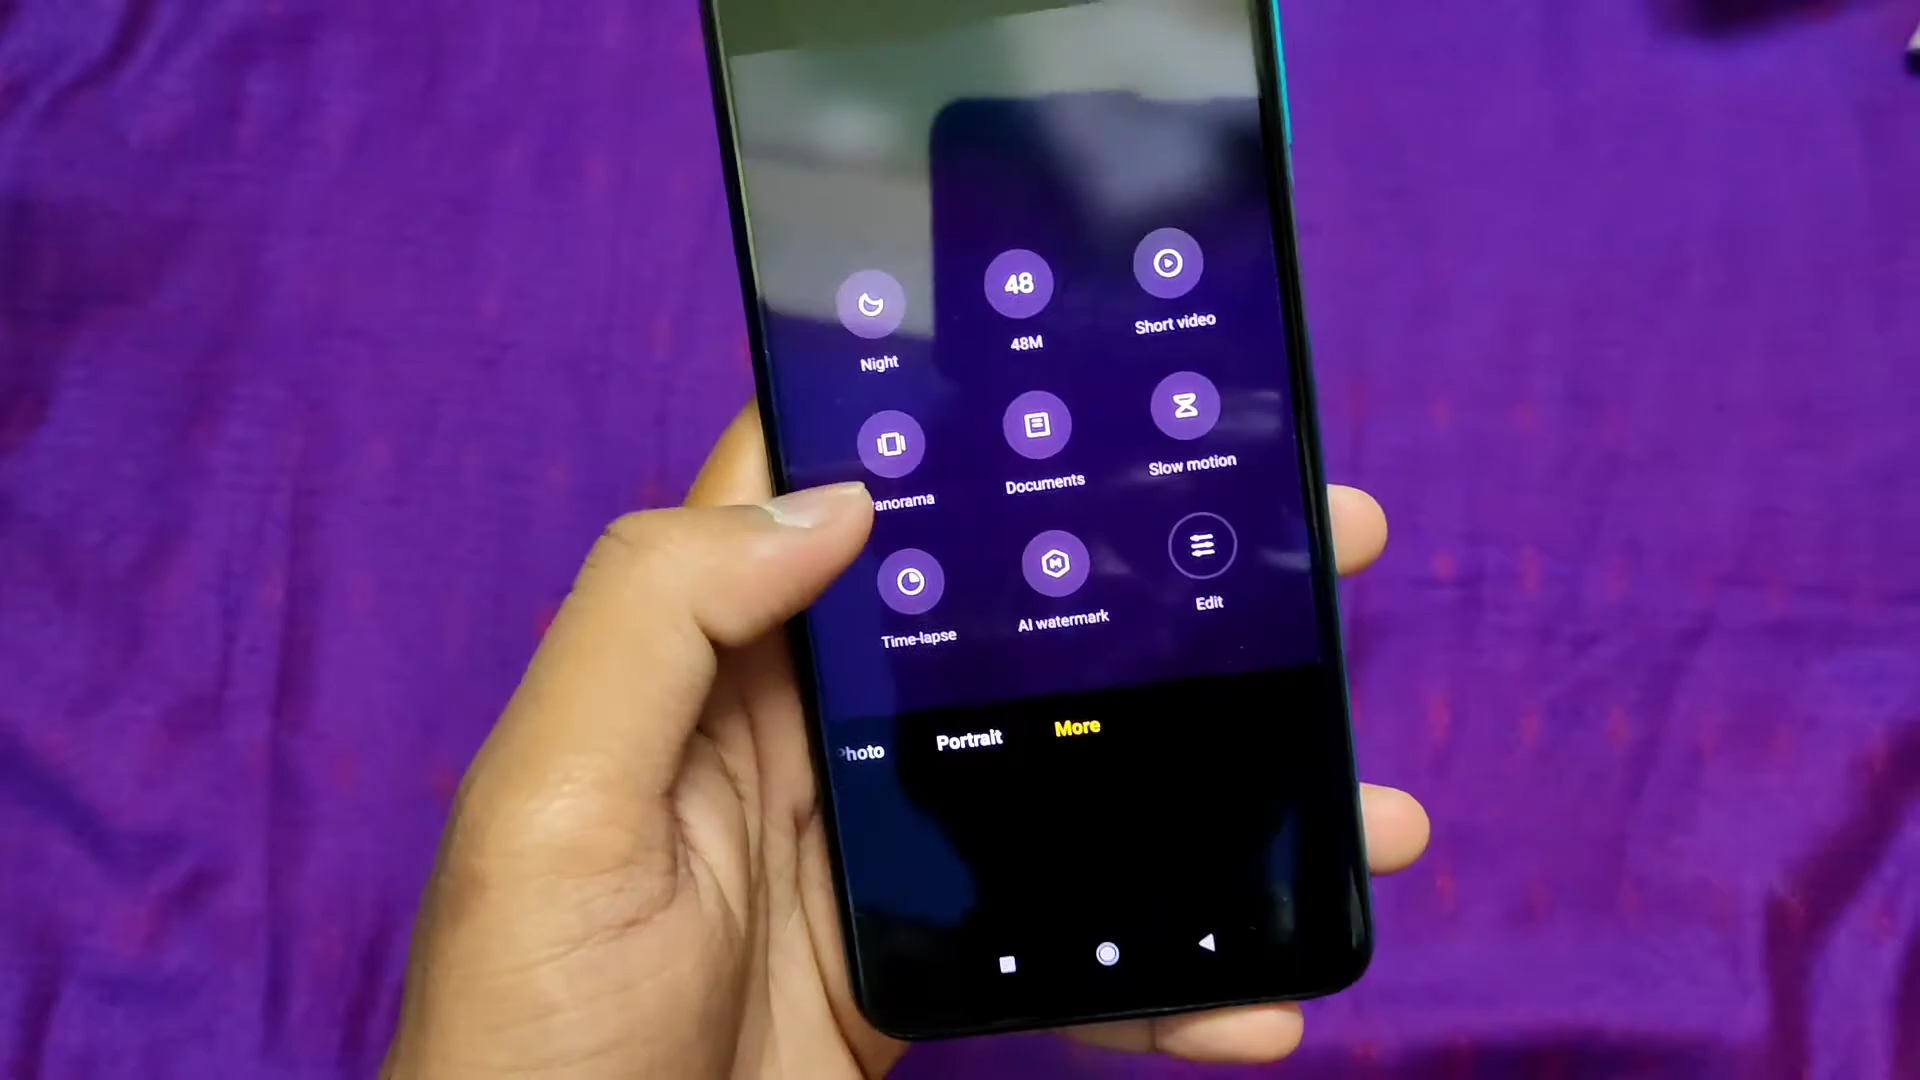 48
Night
48M
Short video
anorama
Documents
Slow motion
Time-lapse
AI watermark
Edit
hoto
Portrait
More